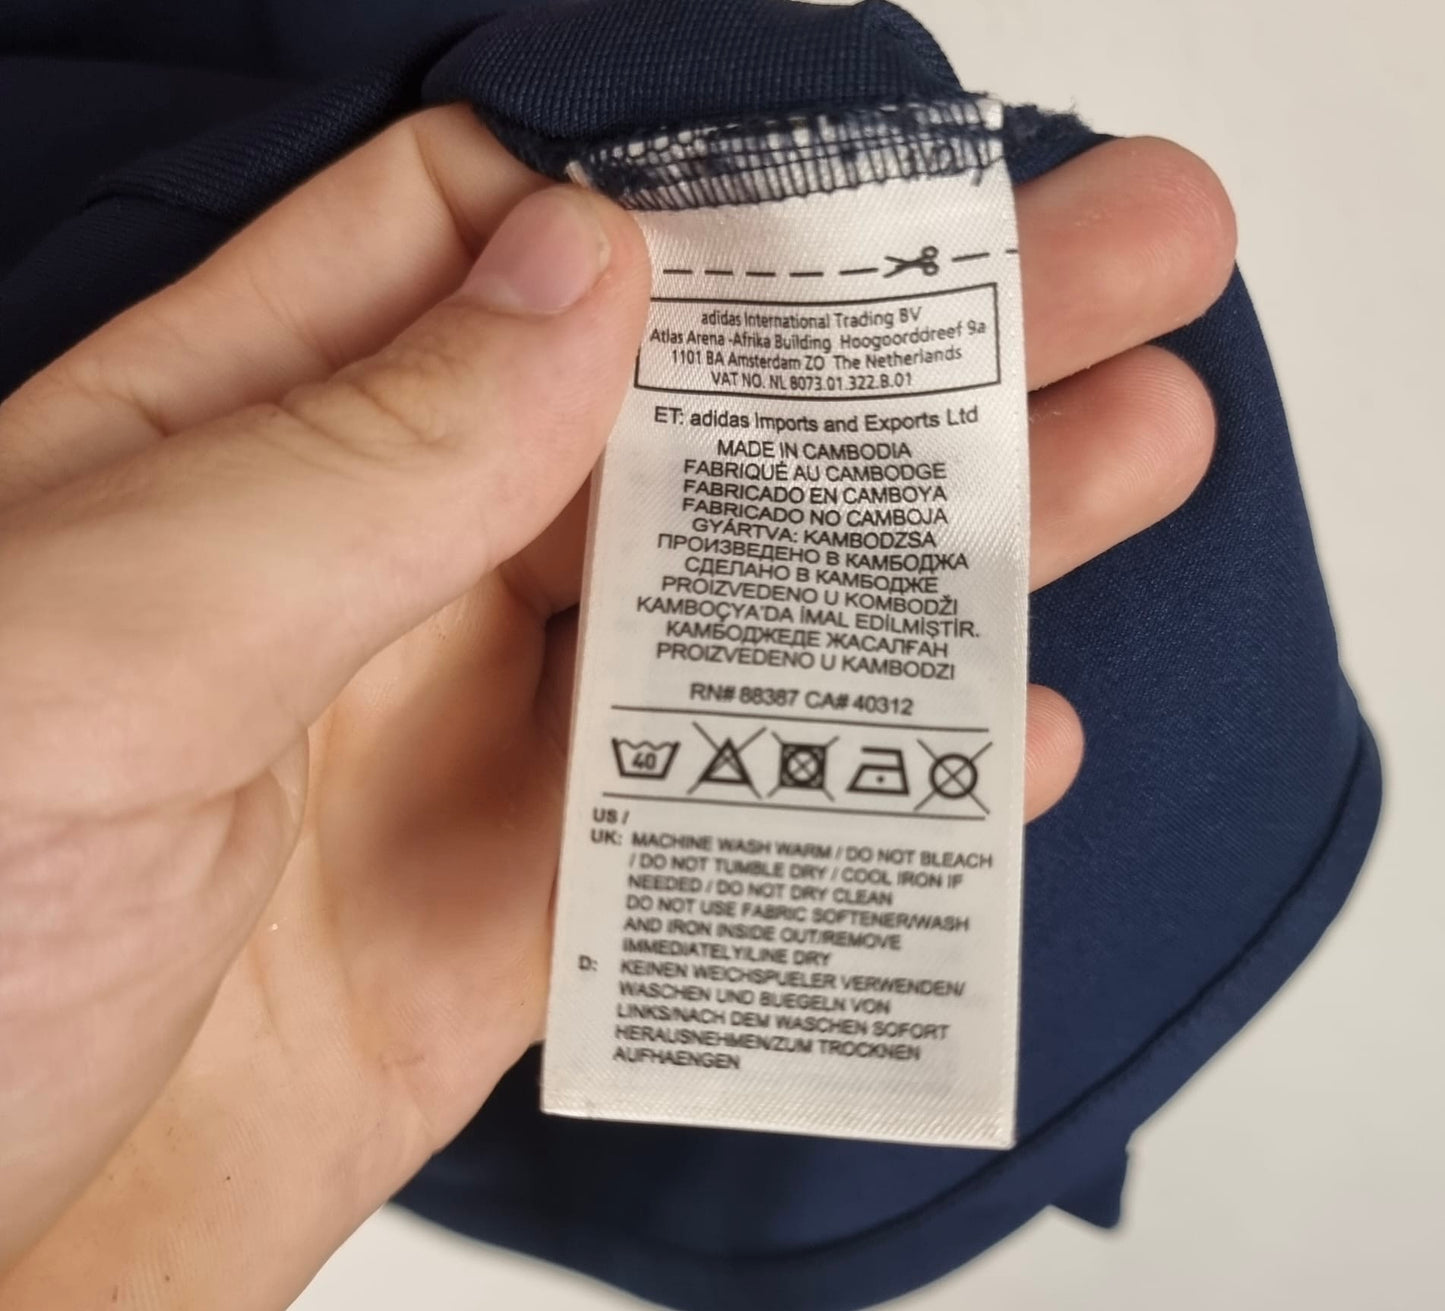 adidas International Trading BV
Atlas Arena -Afrika Building Hoogoorddreef 9a
1101 BA Amsterdam ZO The Netherlands
VAT NO. NL 8073.01.322.B.01
ET: adidas Imports and Exports Ltd
MADE IN CAMBODIA
FABRIQUÉ AU CAMBODGE
FABRICADO EN CAMBOYA
FABRICADO NO CAMBOJA
GYÁRTVA: KAMBODZSA
ПРОИЗВЕДЕНО В КАМБОДЖА
СДЕЛАНО В КАМБОДЖЕ
PROIZVEDENO U KOMBODŽI
KAMBOÇYA'DA İMAL EDİLMİŞTİR.
КАМБОДЖЕДЕ ЖАСАЛҒАН
PROIZVEDENO U KAMBODZI
RN# 88387 CA# 40312
40
US /
UK: MACHINE WASH WARM / DO NOT BLEACH
/ DO NOT TUMBLE DRY / COOL IRON IF
NEEDED / DO NOT DRY CLEAN
DO NOT USE FABRIC SOFTENER/WASH
AND IRON INSIDE OUT/REMOVE
IMMEDIATELY/LINE DRY
D: KEINEN WEICHSPUELER VERWENDEN/
WASCHEN UND BUEGELN VON
LINKS/NACH DEM WASCHEN SOFORT
HERAUSNEHMEN/ZUM TROCKNEN
AUFHAENGEN